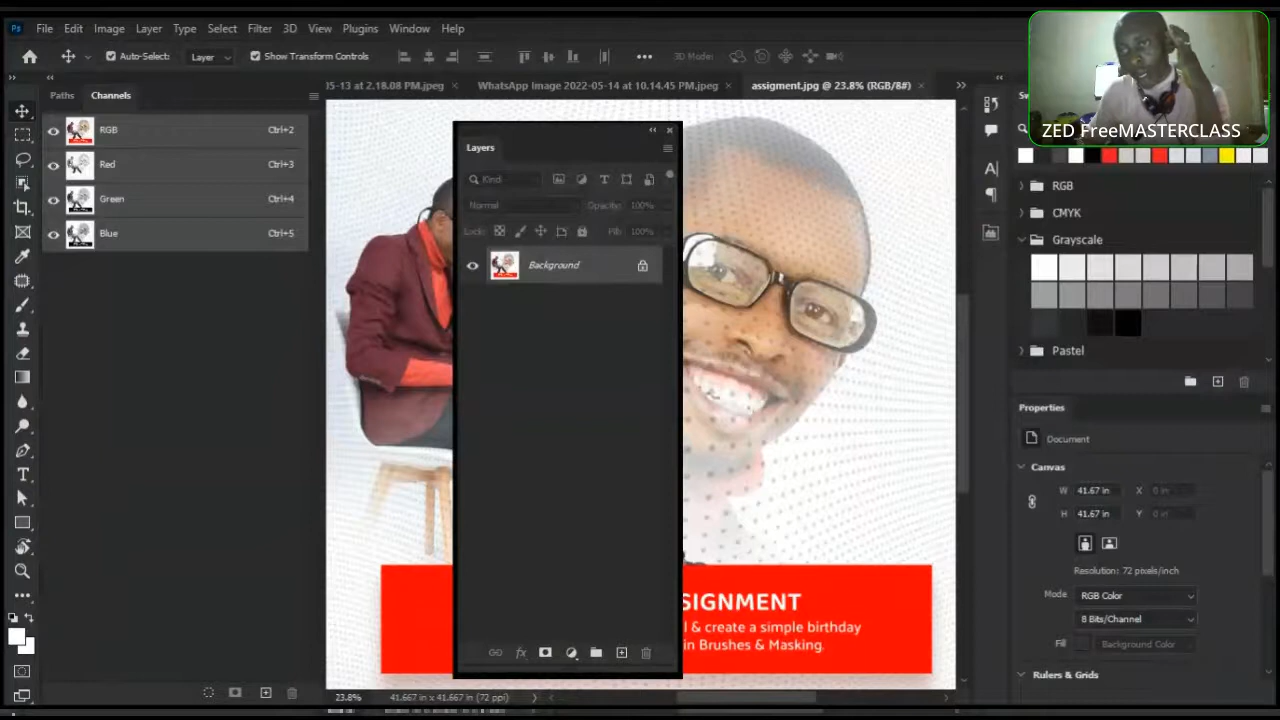 Ps File Edit Image Layer Type Select Filter 3D View Plugins Window Help
Auto-Select: Layer Show Transform Controls 3D Mode:
05-13 at 2.18.08 PM.jpeg × WhatsApp Image 2022-05-14 at 10.14.45 PM.jpeg × assigment.jpg @ 23.8% (RGB/8#) ×
Paths Channels
RGB Ctrl+2
Red Ctrl+3
Green Ctrl+4
Blue Ctrl+5
Layers
Kind
Normal Opacity: 100%
Lock: Fill: 100%
Background
SIGNMENT
l & create a simple birthday
in Brushes & Masking.
23.8% 41.667 in x 41.667 in (72 ppi)
ZED FreeMASTERCLASS
RGB
CMYK
Grayscale
Pastel
Properties
Document
Canvas
W 41.67 in X 0 in
H 41.67 in Y 0 in
Resolution: 72 pixels/inch
Mode RGB Color
8 Bits/Channel
Fill Background Color
Rulers & Grids